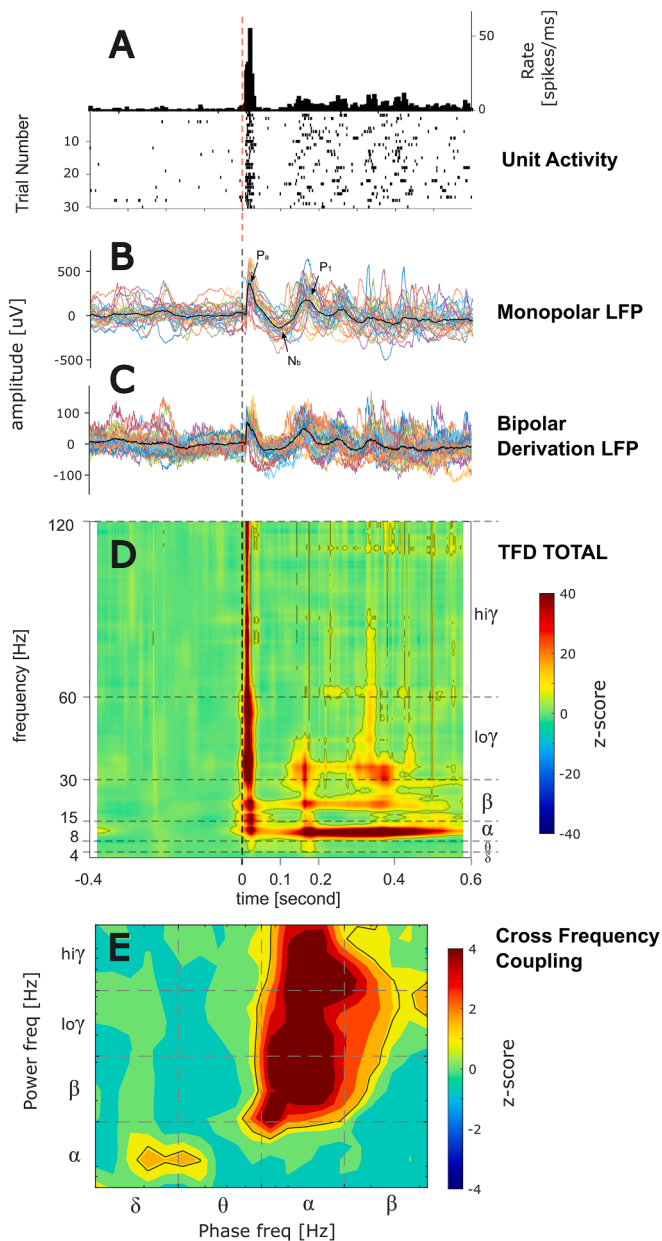 A
50
0
Rate
[spikes/ms]
Trial Number
10
20
30
Unit Activity
B
500
0
-500
Pa
P1
Nb
Monopolar LFP
amplitude [uV]
C
100
0
-100
Bipolar
Derivation LFP
D
120
60
30
15
8
4
frequency [Hz]
hiγ
loγ
β
α
θ
δ
-0.4
0
0.1
0.2
0.4
0.6
time [second]
TFD TOTAL
40
20
0
-20
-40
z-score
E
hiγ
loγ
β
α
Power freq [Hz]
δ
θ
α
β
Phase freq [Hz]
Cross Frequency
Coupling
4
2
0
-2
-4
z-score